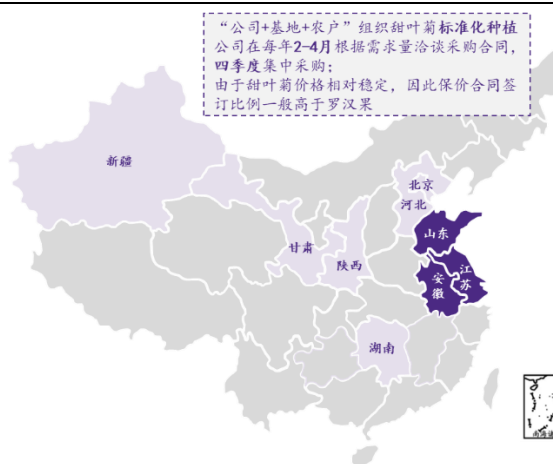 “公司+基地+农户”组织甜叶菊标准化种植
公司在每年2-4月根据需求量洽谈采购合同，
四季度集中采购；
由于甜叶菊价格相对稳定，因此保价合同签
订比例一般高于罗汉果
新疆
北京
河北
山东
甘肃
陕西
江苏
安徽
湖南